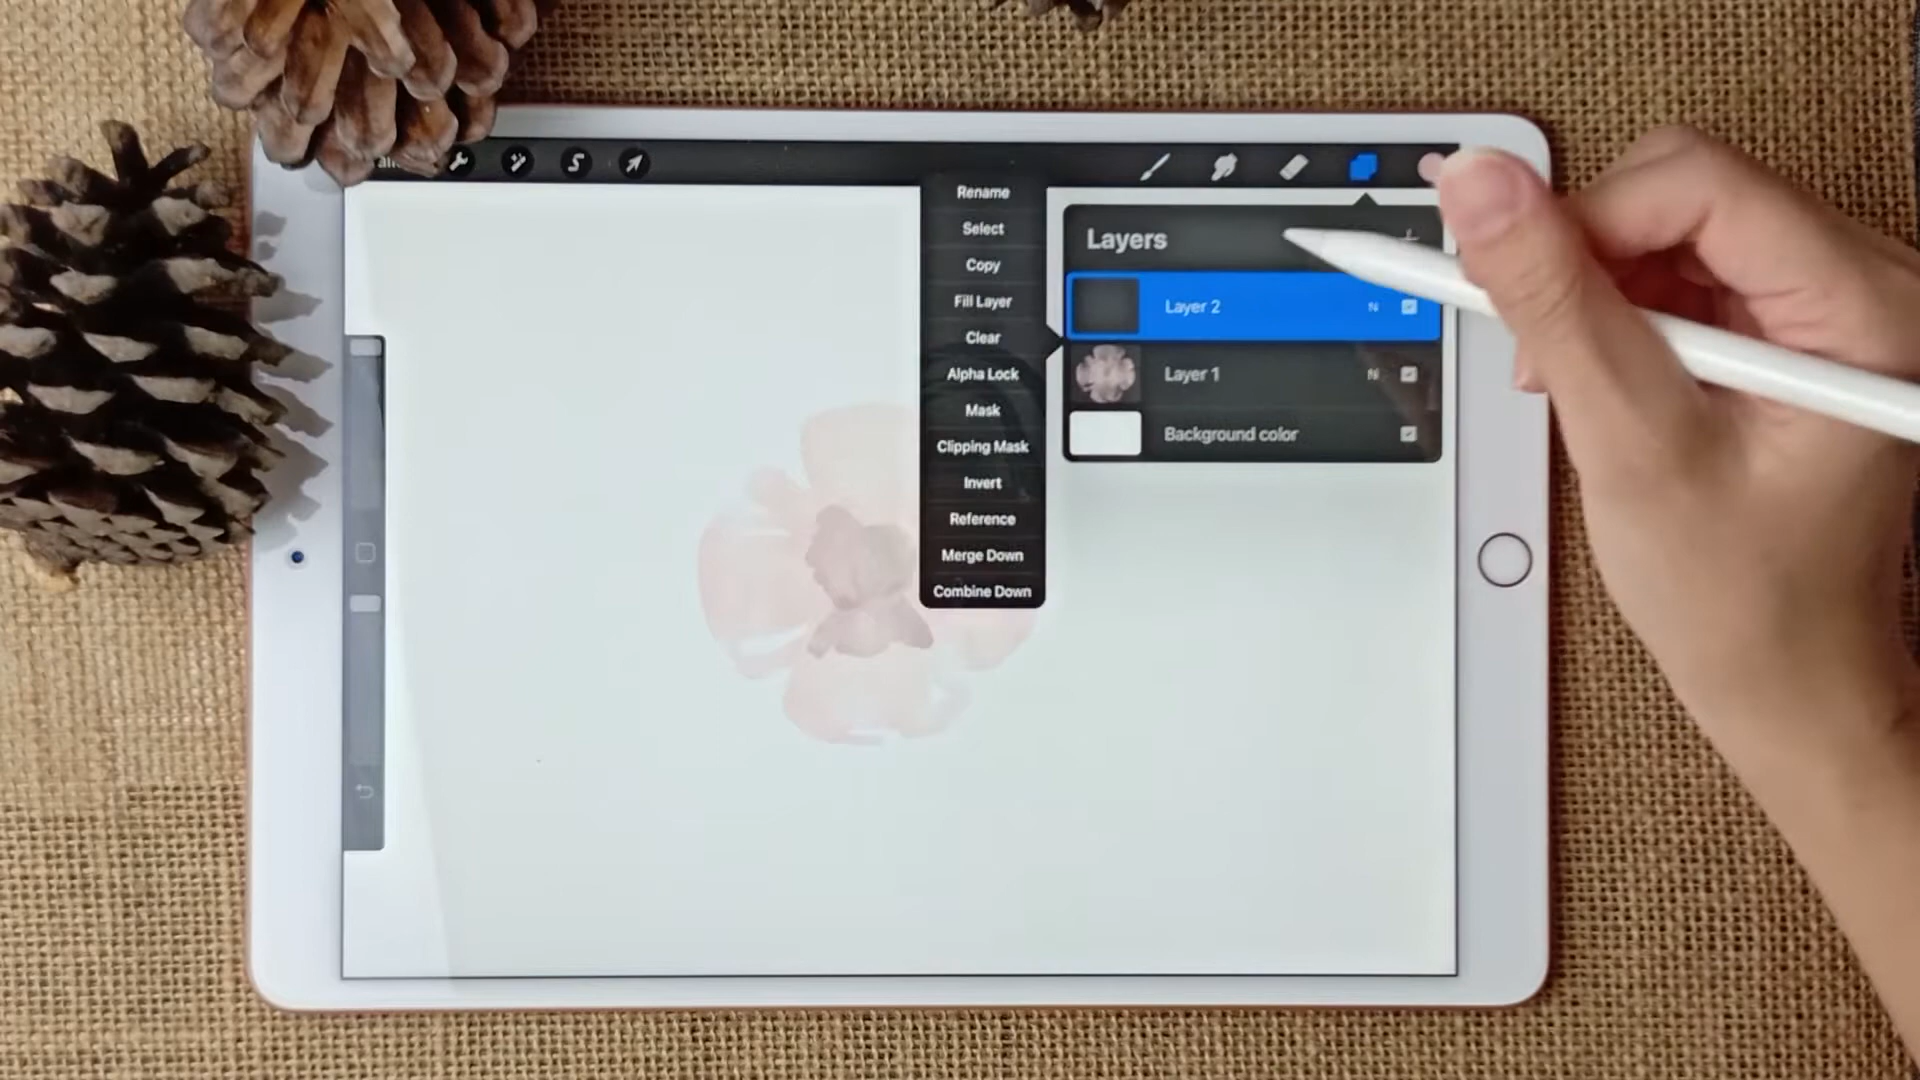 Rename
Select
Copy
Fill Layer
Clear
Alpha Lock
Mask
Clipping Mask
Invert
Reference
Merge Down
Combine Down
Layers
Layer 2
N
Layer 1
N
Background color